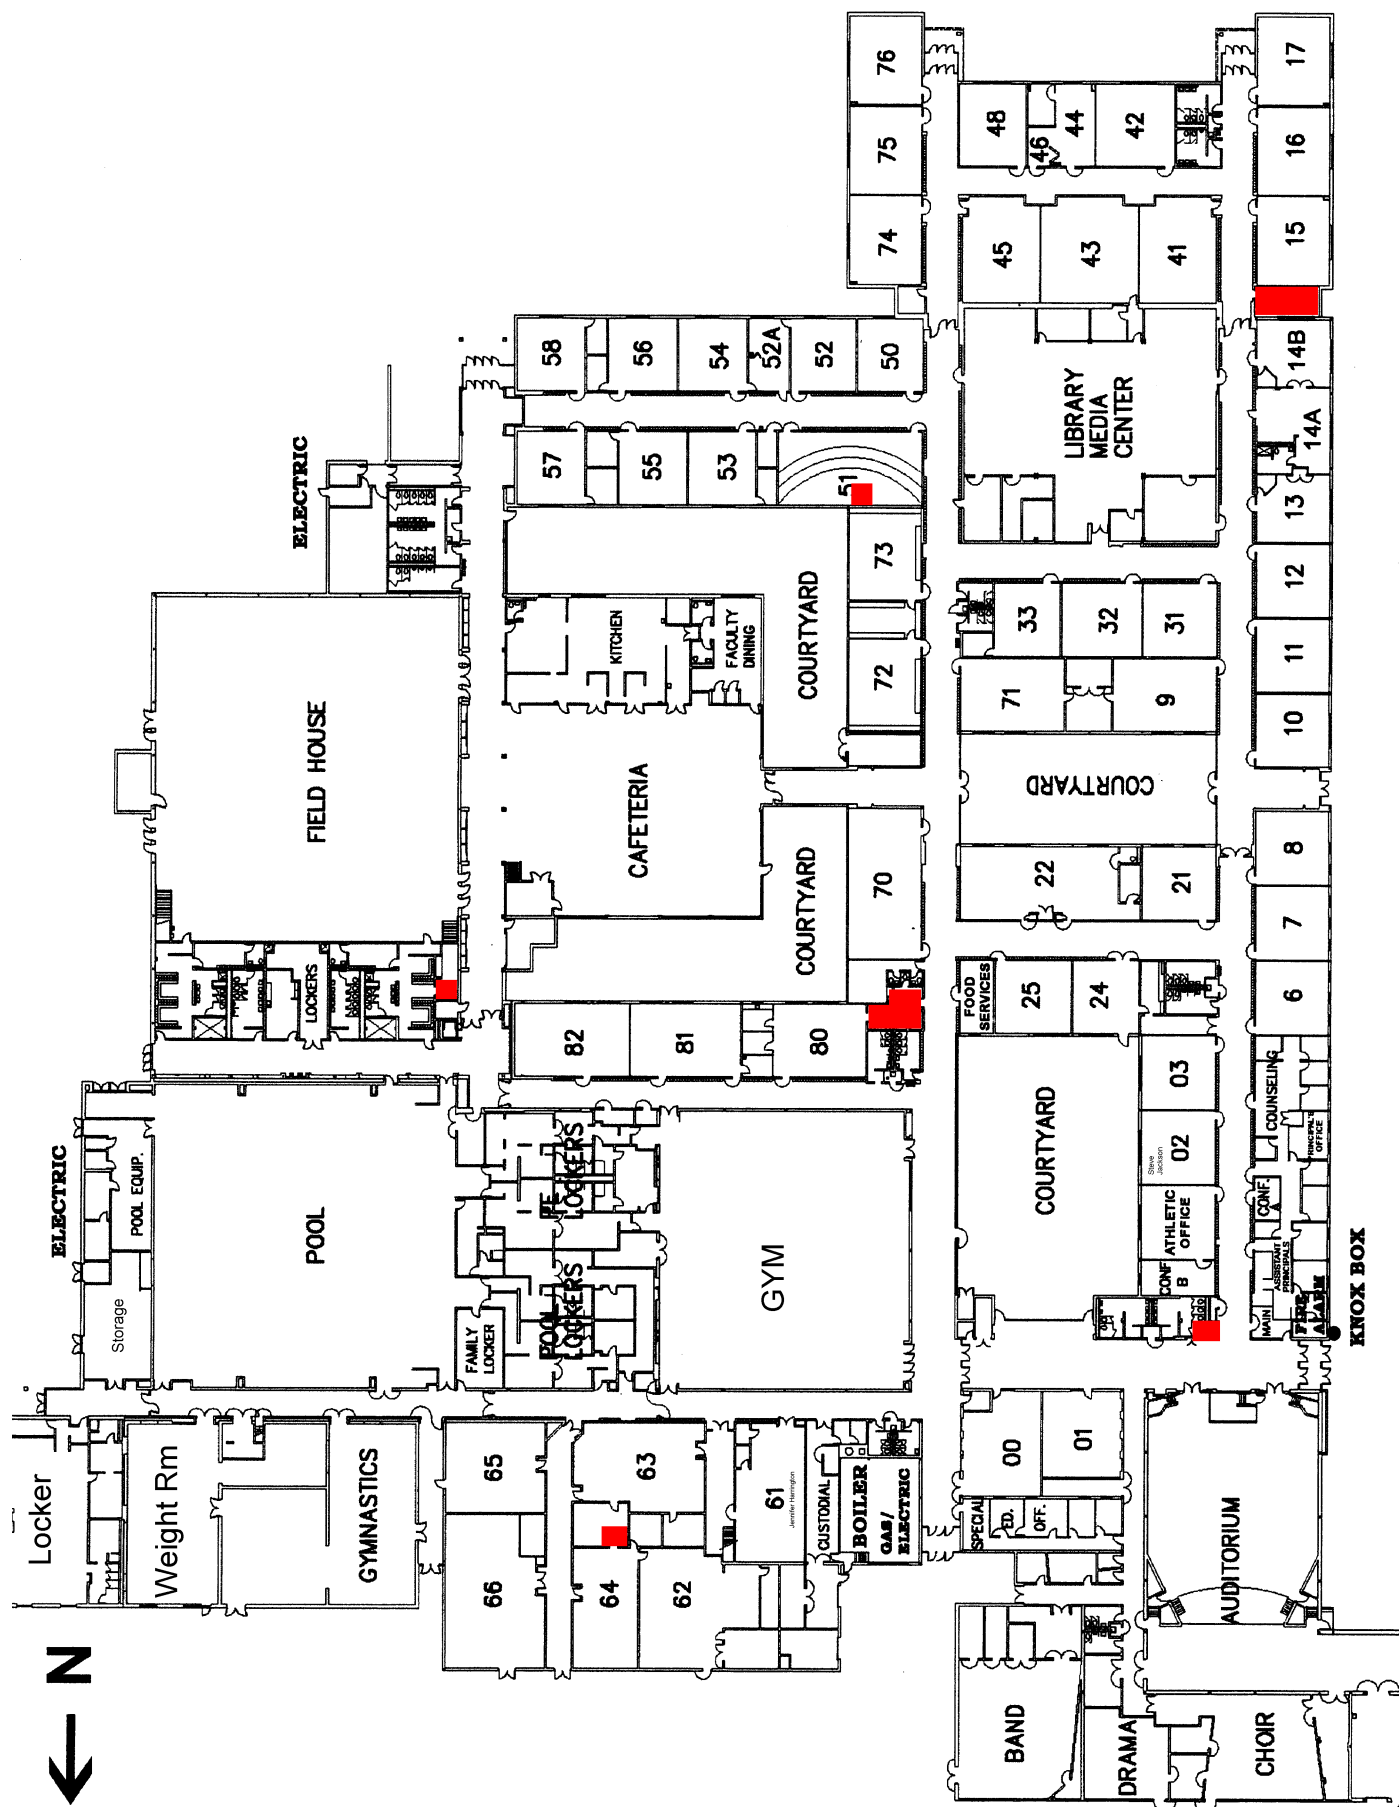 76
17
48
46
44
42
75
16
74
45
43
41
15
58
56
54
52A
52
50
14B
LIBRARY
MEDIA
CENTER
14A
57
55
53
51
13
ELECTRIC
73
12
COURTYARD
KITCHEN
FACULTY
DINING
33
32
31
72
71
9
11
10
FIELD HOUSE
CAFETERIA
COURTYARD
COURTYARD
70
22
21
8
7
LOCKERS
FOOD
SERVICES
25
24
6
82
81
80
COURTYARD
03
COUNSELING
02
Steve
Jackson
ELECTRIC
POOL EQUIP.
POOL
LOCKERS
GYM
ATHLETIC
OFFICE
CONF.
A
CONF
B
ASSISTANT
PRINCIPALS
MAIN
FIRE
ALARM
KNOX BOX
Storage
FAMILY
LOCKER
POOL
LOCKERS
Locker
Weight Rm
GYMNASTICS
65
63
61
Jennifer Harrington
CUSTODIAL
BOILER
GAS/
ELECTRIC
00
01
SPECIAL
ED.
OFF.
AUDITORIUM
66
64
62
N
BAND
DRAMA
CHOIR